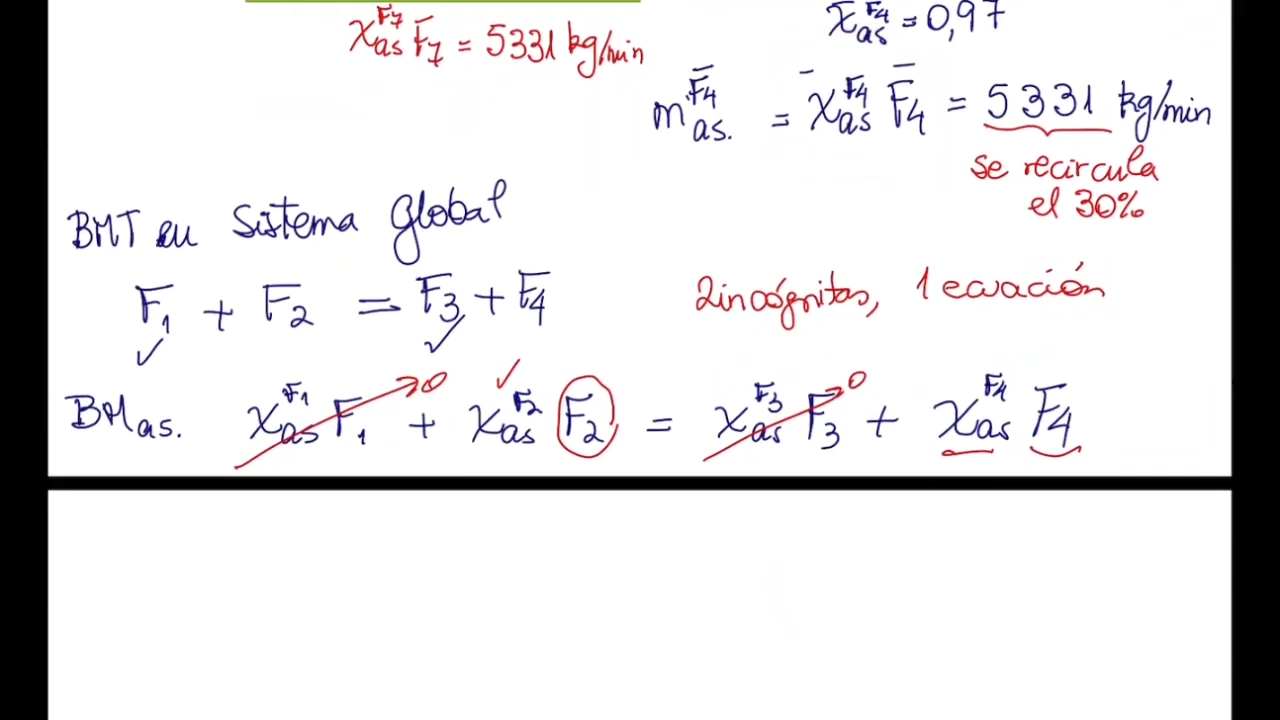 x_as^F7 F7 = 5331 kg/min
x_as^F4 = 0,97
m_as.^F4 = x_as^F4 F4 = 5331 kg/min
se recircula
el 30%
BMT en Sistema global
F1 + F2 = F3 + F4
2 incógnitas, 1 ecuación
BMas. x_as^F1 F1 →0 + x_as^F2 F2 = x_as^F3 F3 →0 + x_as^F4 F4